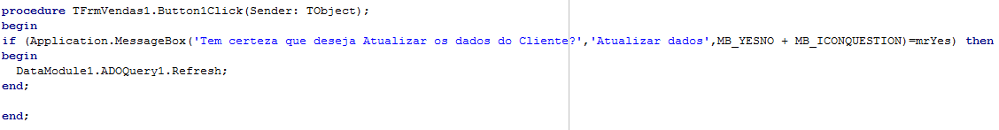 procedure TFrmVendas1.Button1Click(Sender: TObject);
begin
if (Application.MessageBox('Tem certeza que deseja Atualizar os dados do Cliente?','Atualizar dados',MB_YESNO + MB_ICONQUESTION)=mrYes) then
begin
  DataModule1.ADOQuery1.Refresh;
end;
end;